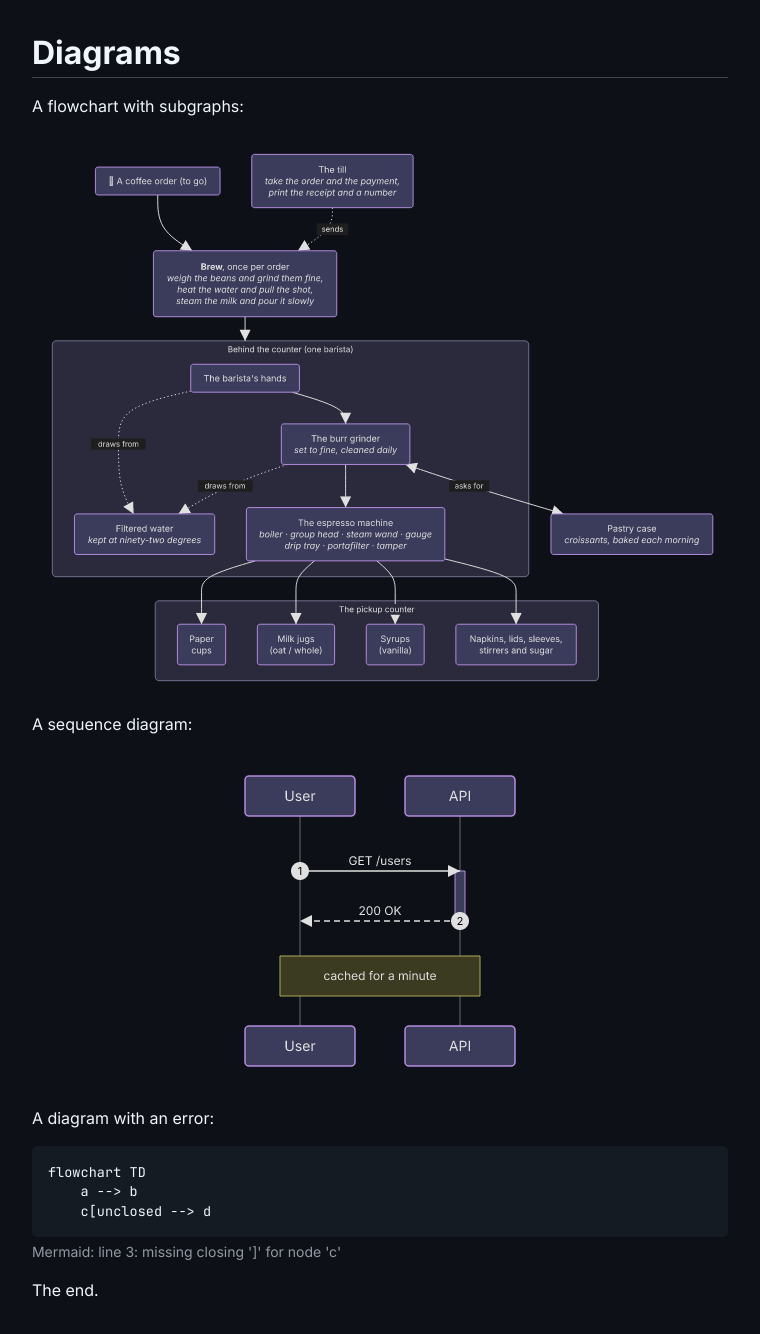 Diagrams
A flowchart with subgraphs:
A coffee order (to go)
The till
take the order and the payment,
print the receipt and a number
sends
Brew, once per order
weigh the beans and grind them fine,
heat the water and pull the shot,
steam the milk and pour it slowly
Behind the counter (one barista)
The barista's hands
The burr grinder
set to fine, cleaned daily
draws from
draws from
asks for
Filtered water
kept at ninety-two degrees
The espresso machine
boiler · group head · steam wand · gauge
drip tray · portafilter · tamper
Pastry case
croissants, baked each morning
The pickup counter
Paper
cups
Milk jugs
(oat / whole)
Syrups
(vanilla)
Napkins, lids, sleeves,
stirrers and sugar
A sequence diagram:
User
API
GET /users
1
200 OK
2
cached for a minute
User
API
A diagram with an error:
flowchart TD
    a --> b
    c[unclosed --> d
Mermaid: line 3: missing closing ']' for node 'c'
The end.